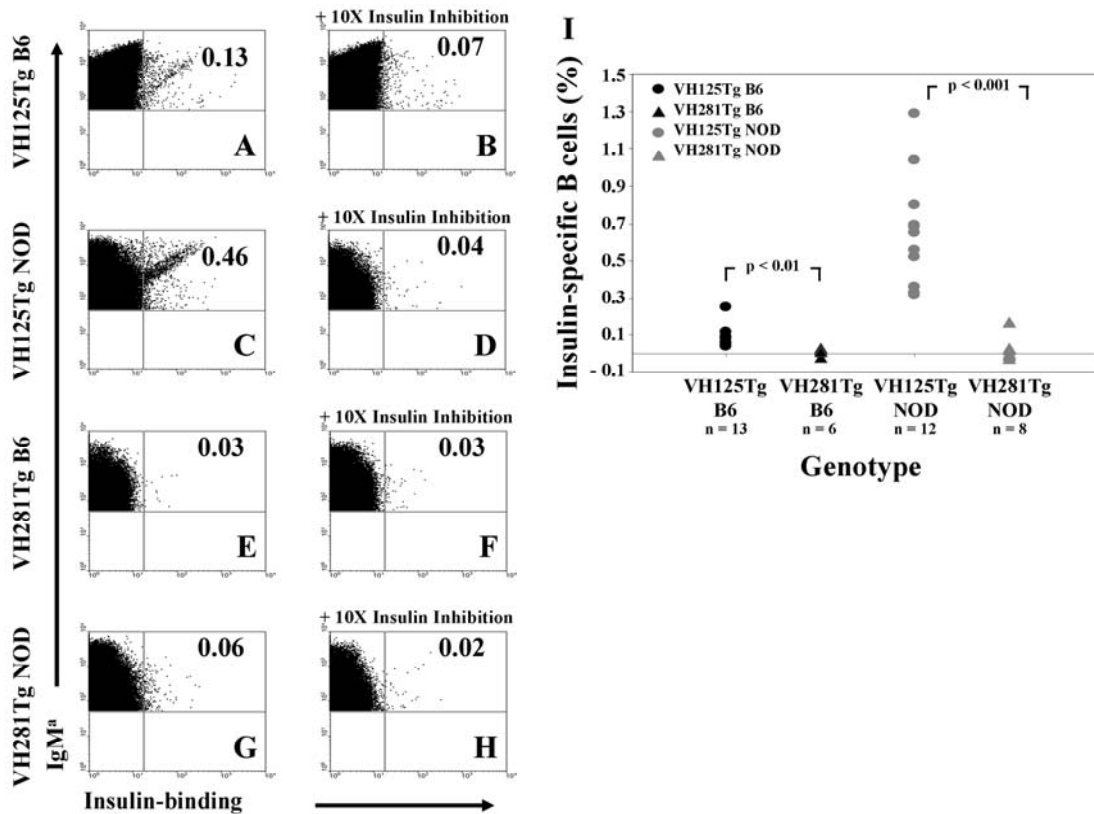 + 10X Insulin Inhibition
VH125Tg B6
0.13
A
0.07
B
+ 10X Insulin Inhibition
VH125Tg NOD
0.46
C
0.04
D
+ 10X Insulin Inhibition
VH281Tg B6
0.03
E
0.03
F
+ 10X Insulin Inhibition
VH281Tg NOD
0.06
G
0.02
H
IgMª
Insulin-binding
I
Insulin-specific B cells (%)
1.5
1.3
1.1
0.9
0.7
0.5
0.3
0.1
- 0.1
VH125Tg B6
VH281Tg B6
VH125Tg NOD
VH281Tg NOD
p < 0.001
p < 0.01
VH125Tg VH281Tg VH125Tg VH281Tg
B6 B6 NOD NOD
n = 13 n = 6 n = 12 n = 8
Genotype